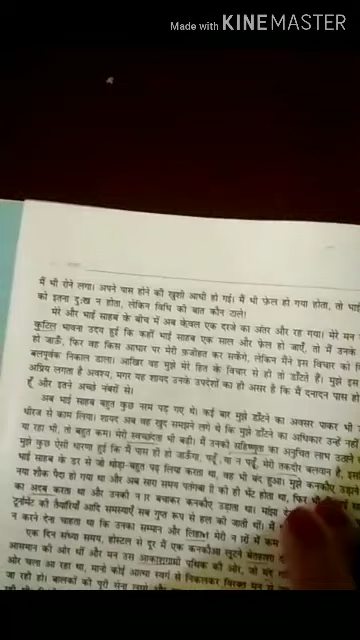 Made with KINEMASTER
मैं भी रोने लगा। अपने पास होने की खुशी आधी हो गई। मैं भी फ़ेल हो गया होता, तो भाई
को इतना दुःख न होता, लेकिन विधि की बात कौन टाले!
मेरे और भाई साहब के बीच में अब केवल एक दरजे का अंतर और रह गया। मेरे मन
कुटिल भावना उदय हुई कि कहीं भाई साहब एक साल और फ़ेल हो जाएँ, तो मैं उनके
हो जाऊँ, फिर वह किस आधार पर मेरी फ़जीहत कर सकेंगे, लेकिन मैंने इस विचार को
बलपूर्वक निकाल डाला। आखिर वह मुझे मेरे हित के विचार से ही तो डाँटते हैं। मुझे इस
अप्रिय लगता है अवश्य, मगर यह शायद उनके उपदेशों का ही असर है कि मैं दनादन पास हो
हूँ और इतने अच्छे नंबरों से।
अब भाई साहब बहुत कुछ नरम पड़ गए थे। कई बार मुझे डाँटने का अवसर पाकर भी
धीरज से काम लिया। शायद अब वह खुद समझने लगे थे कि मुझे डाँटने का अधिकार उन्हें नहीं
या रहा भी, तो बहुत कम। मेरी स्वच्छंदता भी बढ़ी। मैं उनकी सहिष्णुता का अनुचित लाभ उठाने
मुझे कुछ ऐसी धारणा हुई कि मैं पास ही हो जाऊँगा, पढूँ या न पढूँ, मेरी तकदीर बलवान है, इस
भाई साहब के डर से जो थोड़ा-बहुत पढ़ लिया करता था, वह भी बंद हुआ। मुझे कनकौए उड़ाने
नया शौक पैदा हो गया था और अब सारा समय पतंगबाजी की ही भेंट होता था, फिर भी
का अदब करता था और उनकी बचाकर कनकौए उड़ाता था। मांझा
टूर्नामेंट की तैयारियाँ आदि समस्याएँ सब गुप्त रूप से हल की जाती थीं। मैं
न करने देना चाहता था कि उनका सम्मान और लिहाज़ मेरी में कम
एक दिन संध्या समय, होस्टल से दूर मैं एक कनकौआ लूटने बेतहाशा
आसमान की ओर थीं और मन उस आकाशगामी पथिक की ओर, जो मंद
ओर चला आ रहा था, मानो कोई आत्मा स्वर्ग से निकलकर विरक्त मन से
जा रही हो। बालकों की पूरी सेना